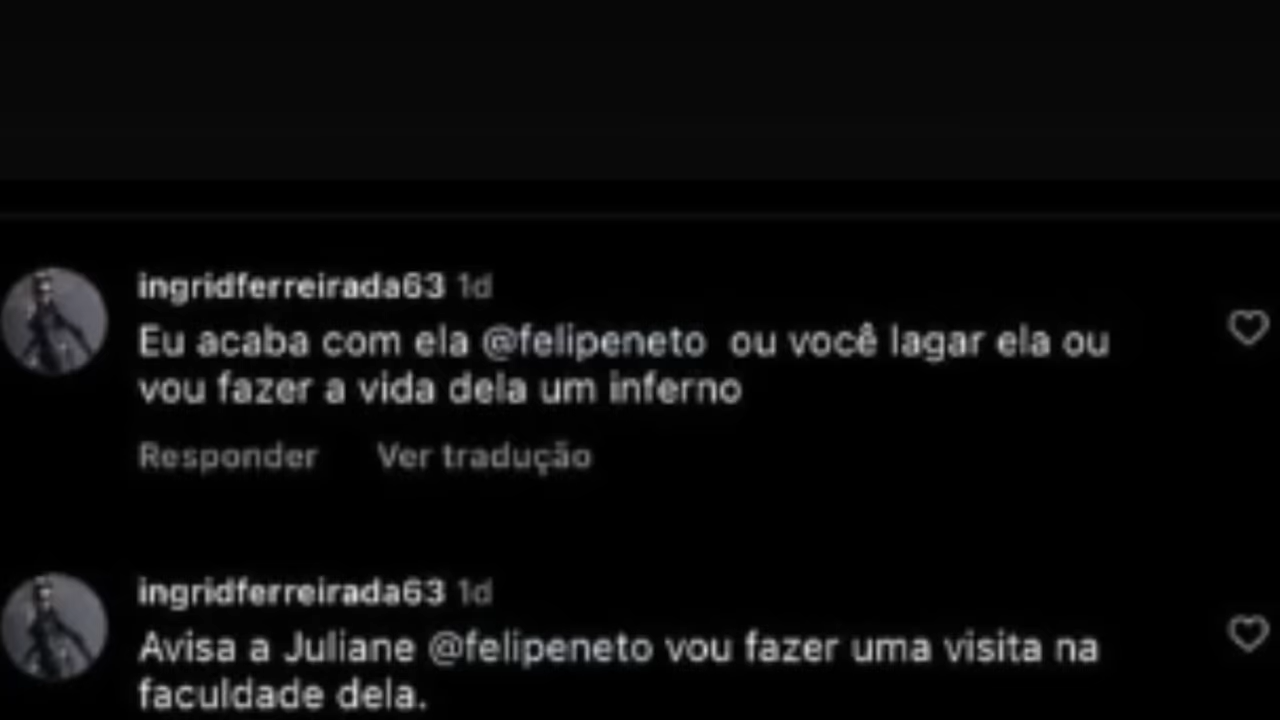 ingridferreirada63 1d
Eu acaba com ela @felipeneto ou você lagar ela ou
vou fazer a vida dela um inferno
Responder Ver tradução
ingridferreirada63 1d
Avisa a Juliane @felipeneto vou fazer uma visita na
faculdade dela.